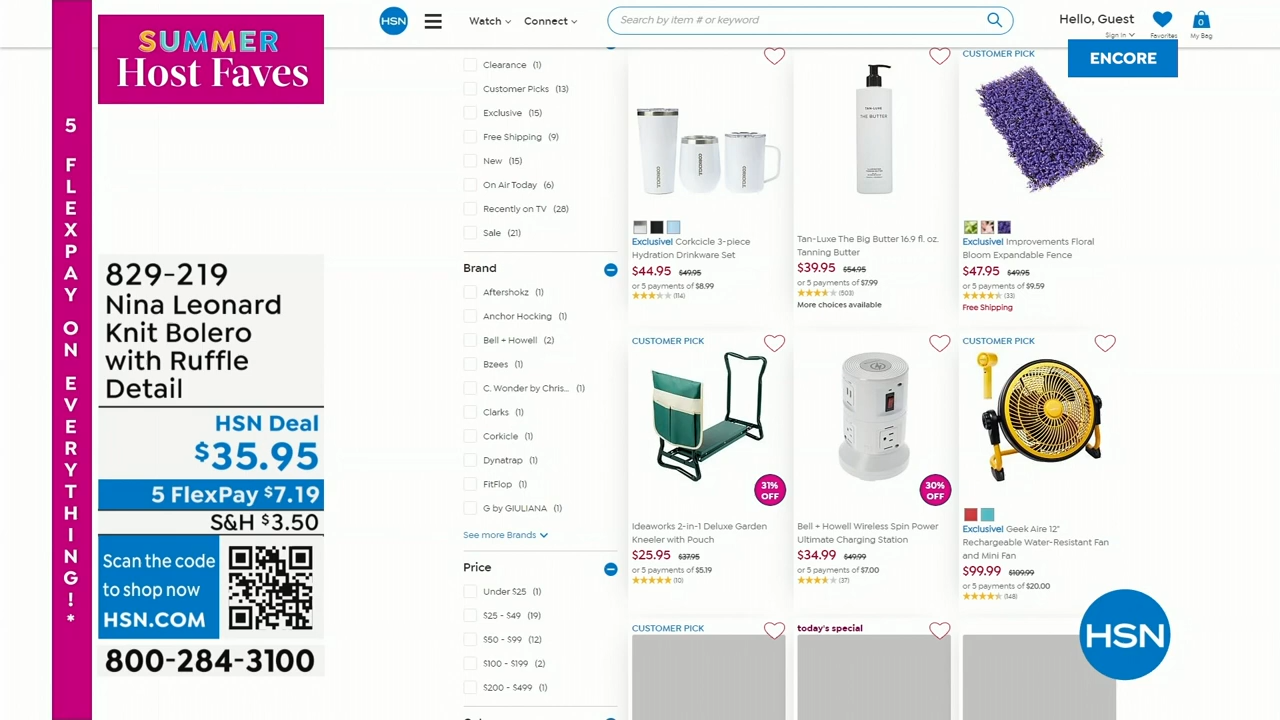 SUMMER
Host Faves
5 FLEXPAY ON EVERYTHING!*
829-219
Nina Leonard
Knit Bolero
with Ruffle
Detail
HSN Deal
$35.95
5 FlexPay $7.19
S&H $3.50
Scan the code
to shop now
HSN.COM
800-284-3100
HSN
Watch
Connect
Search by item # or keyword
Hello, Guest
Sign In
Favorites
0
My Bag
ENCORE
Clearance (1)
Customer Picks (13)
Exclusive (15)
Free Shipping (9)
New (15)
On Air Today (6)
Recently on TV (28)
Sale (21)
Brand
Aftershokz (1)
Anchor Hocking (1)
Bell + Howell (2)
Bzees (1)
C. Wonder by Chris... (1)
Clarks (1)
Corkcicle (1)
Dynatrap (1)
FitFlop (1)
G by GIULIANA (1)
See more Brands
Price
Under $25 (1)
$25 - $49 (19)
$50 - $99 (12)
$100 - $199 (2)
$200 - $499 (1)
CORKCICLE
CORKCICLE
CORKCICLE
Exclusive! Corkcicle 3-piece
Hydration Drinkware Set
$44.95 $49.95
or 5 payments of $8.99
(114)
TAN-LUXE
THE BUTTER
Tan-Luxe The Big Butter 16.9 fl. oz.
Tanning Butter
$39.95 $54.95
or 5 payments of $7.99
(503)
More choices available
CUSTOMER PICK
Exclusive! Improvements Floral
Bloom Expandable Fence
$47.95 $49.95
or 5 payments of $9.59
(33)
Free Shipping
CUSTOMER PICK
31%
OFF
Ideaworks 2-in-1 Deluxe Garden
Kneeler with Pouch
$25.95 $37.95
or 5 payments of $5.19
(10)
30%
OFF
Bell + Howell Wireless Spin Power
Ultimate Charging Station
$34.99 $49.99
or 5 payments of $7.00
(37)
CUSTOMER PICK
Exclusive! Geek Aire 12"
Rechargeable Water-Resistant Fan
and Mini Fan
$99.99 $109.99
or 5 payments of $20.00
(148)
CUSTOMER PICK
today's special
HSN